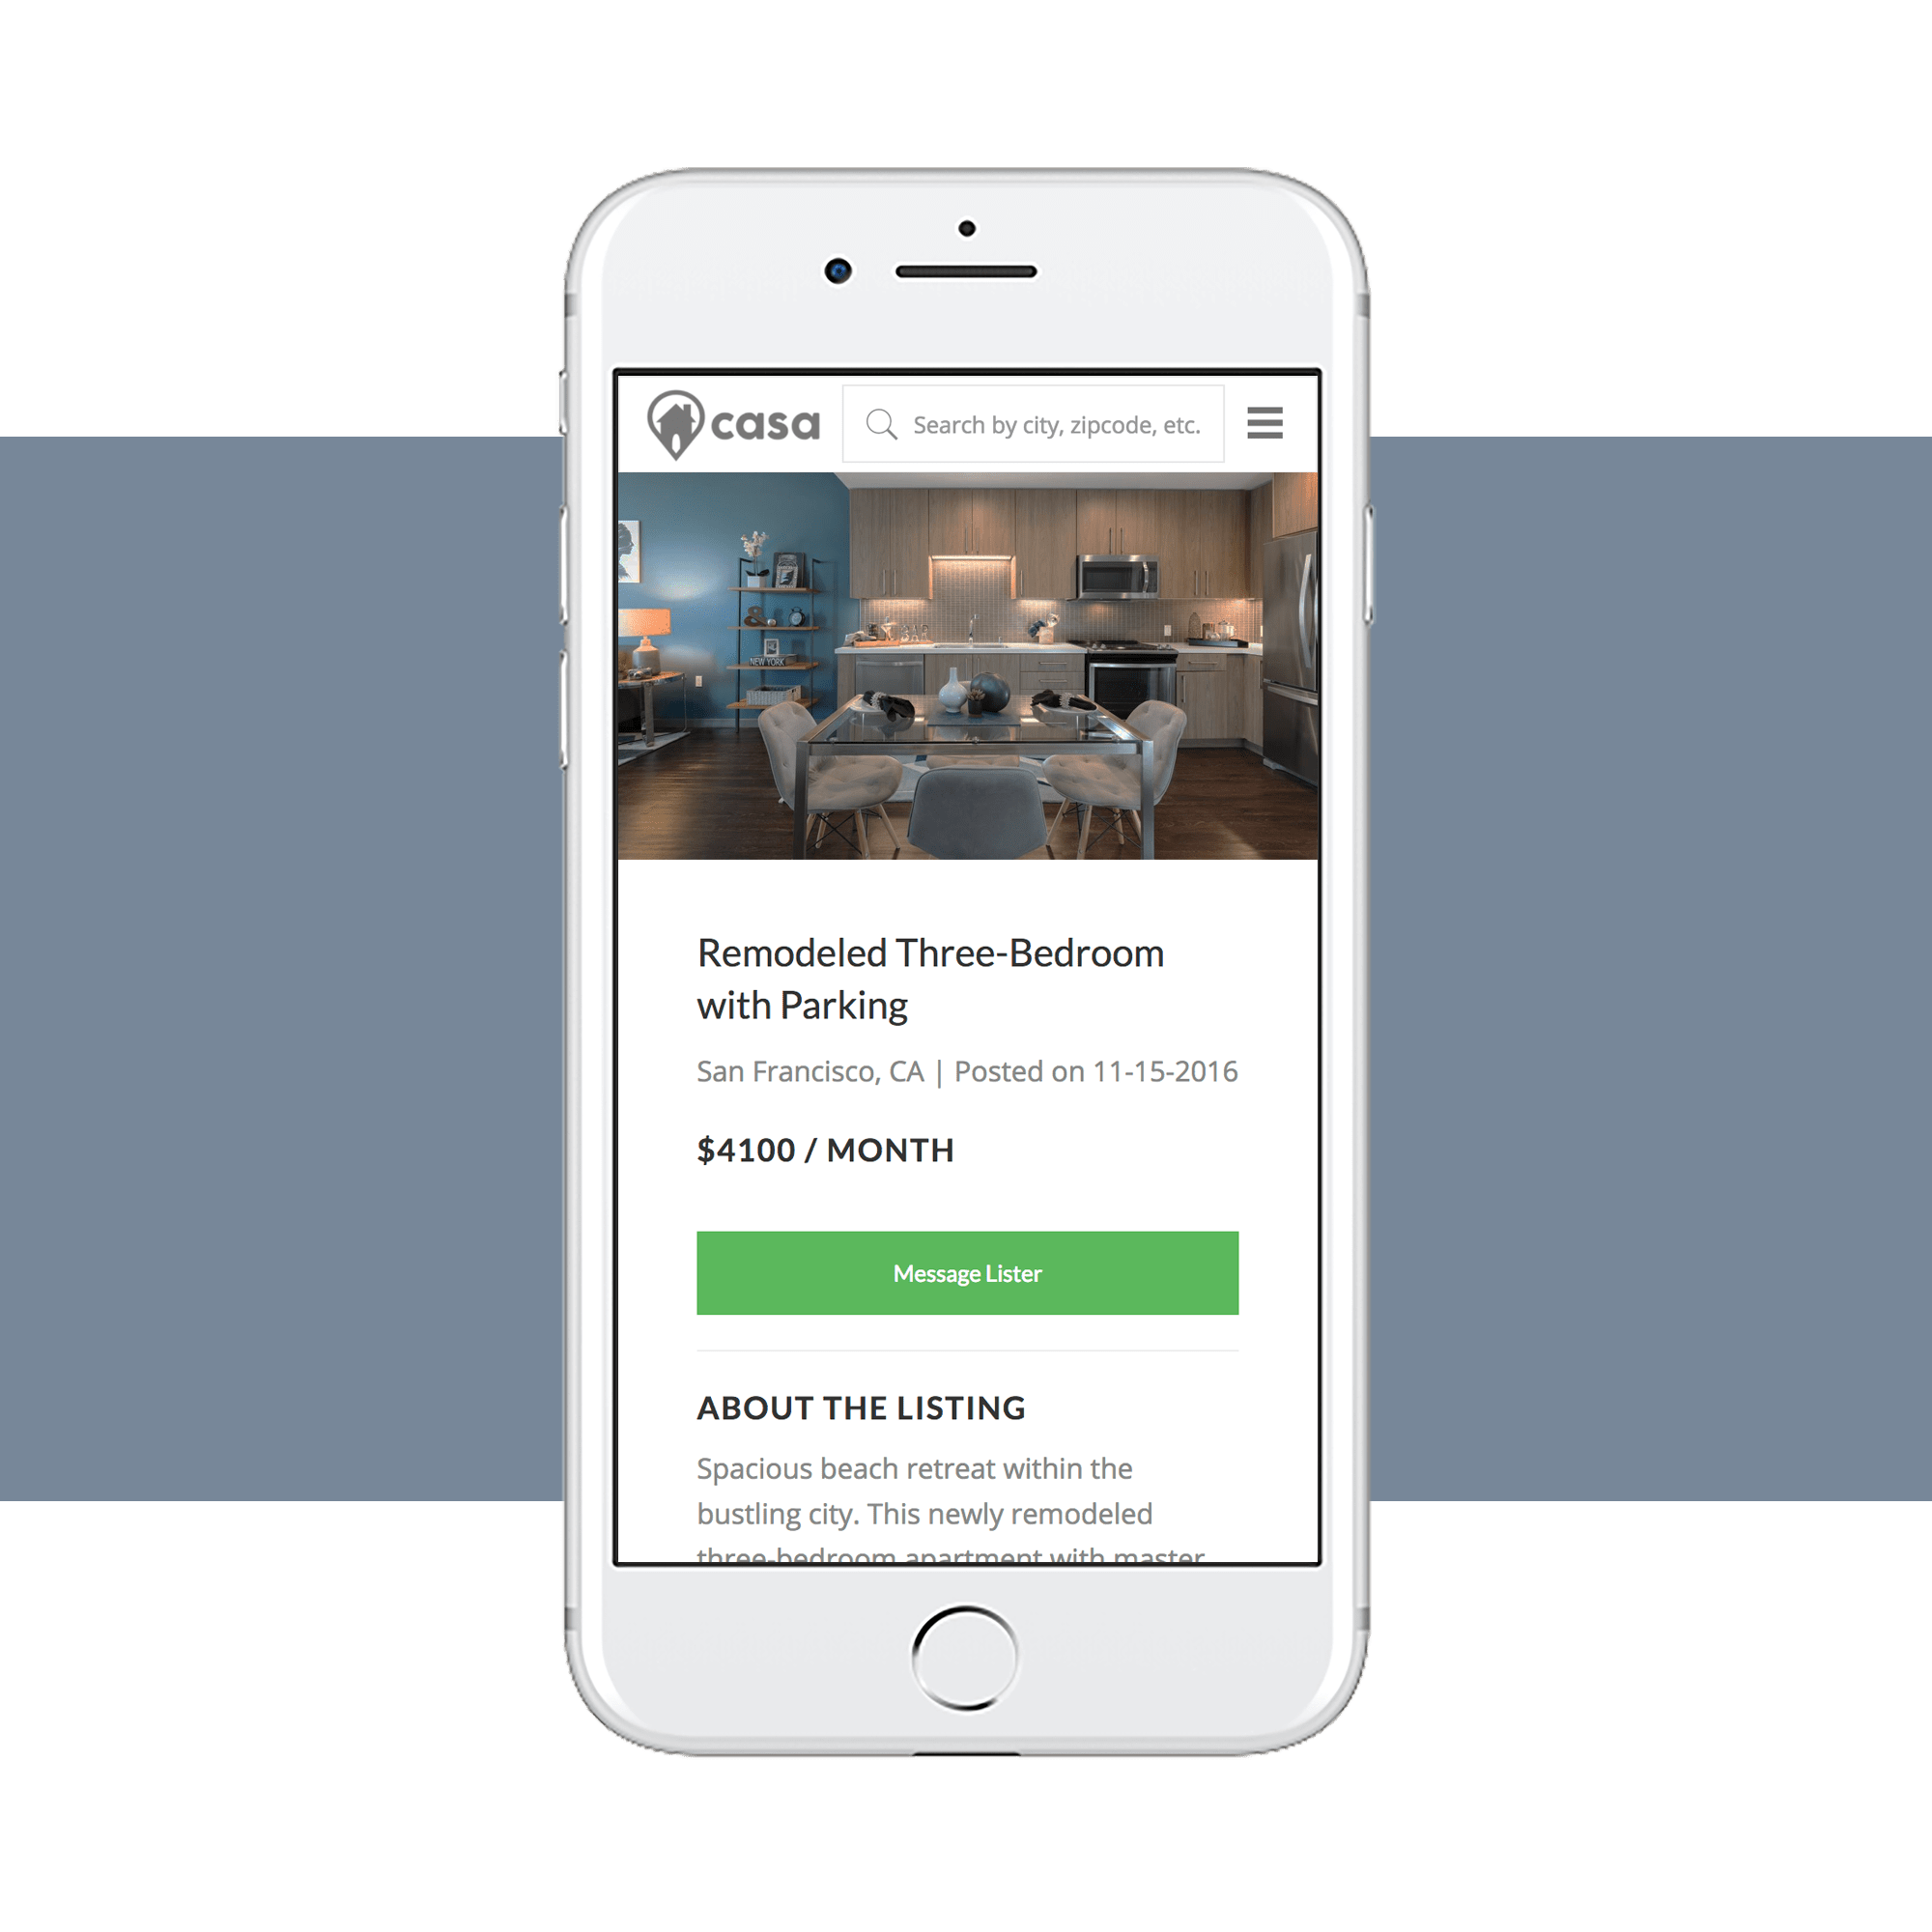 casa
Search by city, zipcode, etc.
BAR
NEW YORK
Remodeled Three-Bedroom
with Parking
San Francisco, CA | Posted on 11-15-2016
$4100 / MONTH
Message Lister
ABOUT THE LISTING
Spacious beach retreat within the
bustling city. This newly remodeled
three-bedroom apartment with master